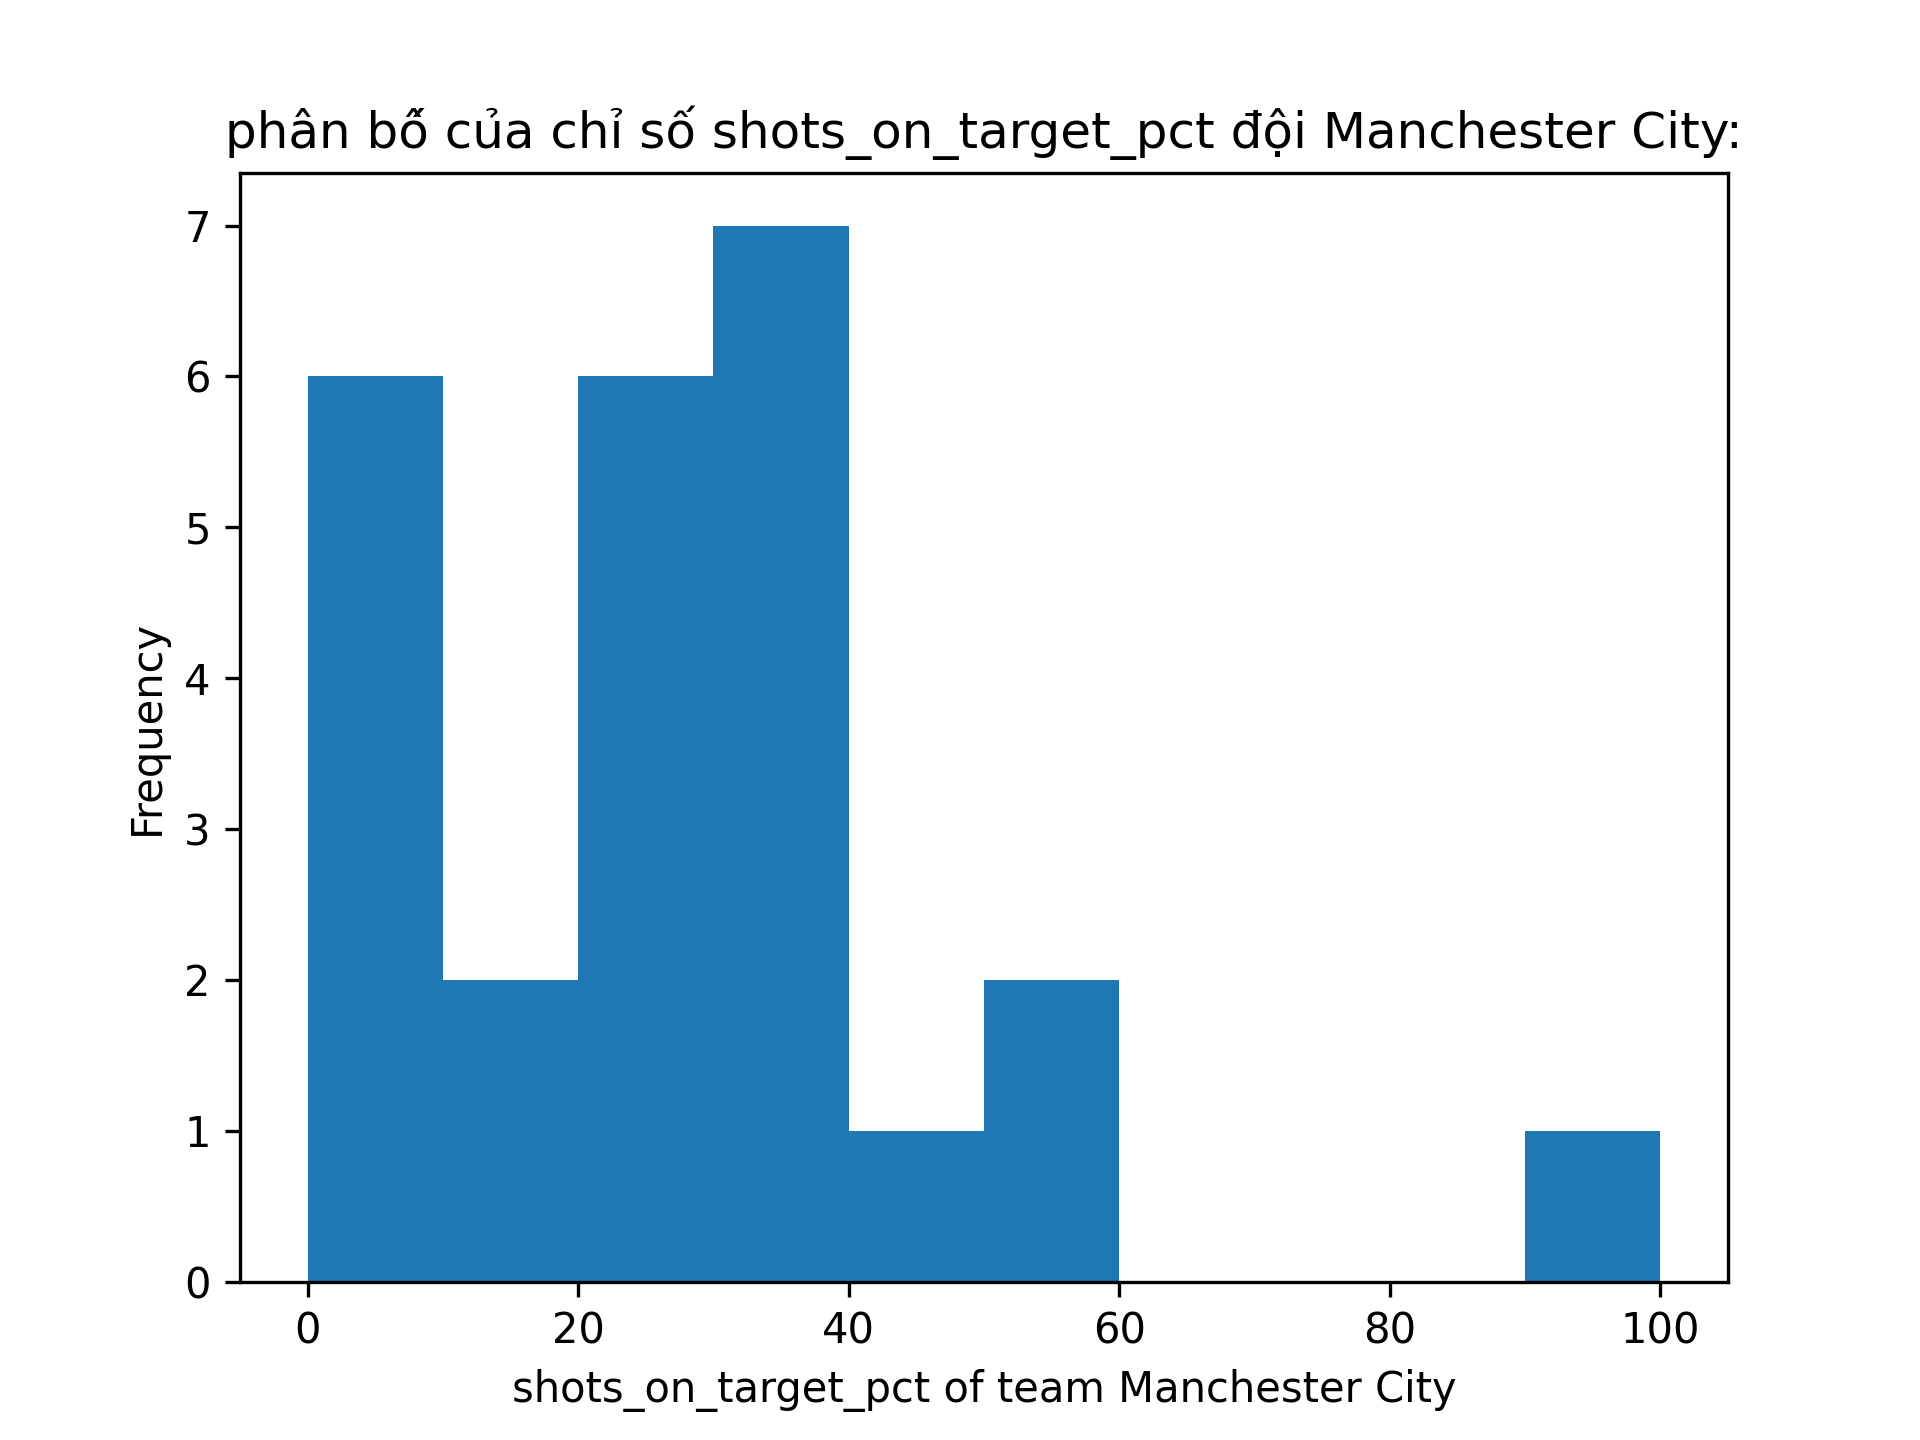 phân bố của chỉ số shots_on_target_pct đội Manchester City:
7
6
5
4
3
2
1
0
Frequency
0 20 40 60 80 100
shots_on_target_pct of team Manchester City